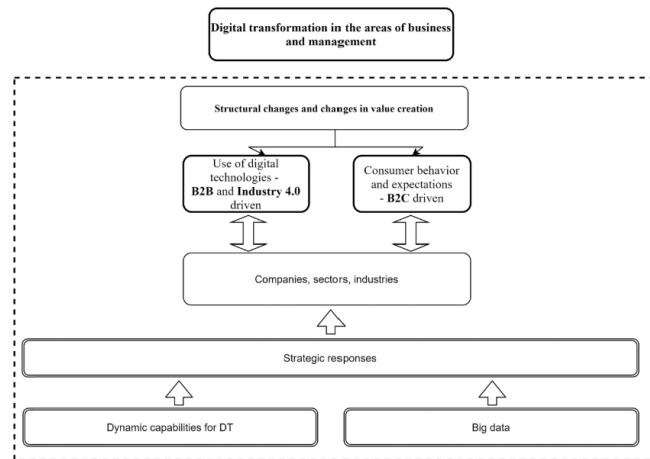 Digital transformation in the areas of business
and management
Structural changes and changes in value creation
Use of digital
technologies -
B2B and Industry 4.0
driven
Consumer behavior
and expectations
- B2C driven
Companies, sectors, industries
Strategic responses
Dynamic capabilities for DT
Big data